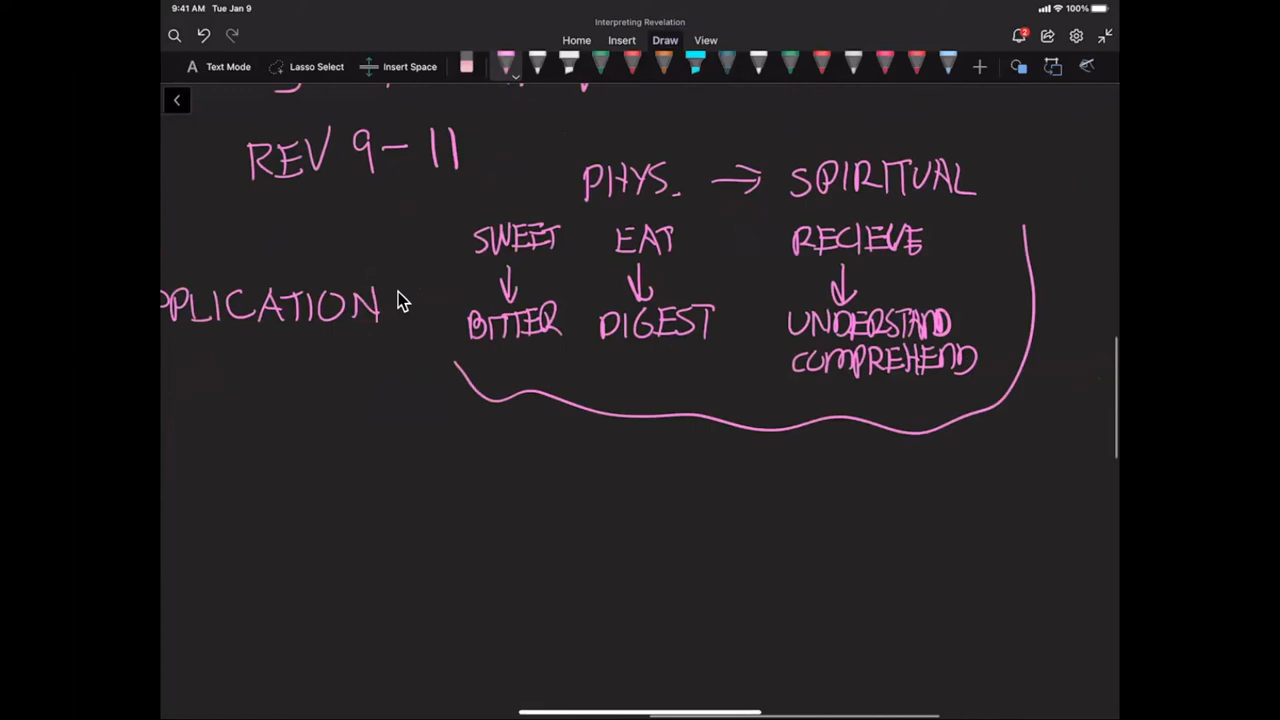 9:41 AM Tue Jan 9
100%
Interpreting Revelation
Home Insert Draw View
2
Text Mode Lasso Select Insert Space
REV 9-11
PHYS. → SPIRITUAL
SWEET EAT RECIEVE
PPLICATION
BITTER DIGEST UNDERSTAND
COMPREHEND